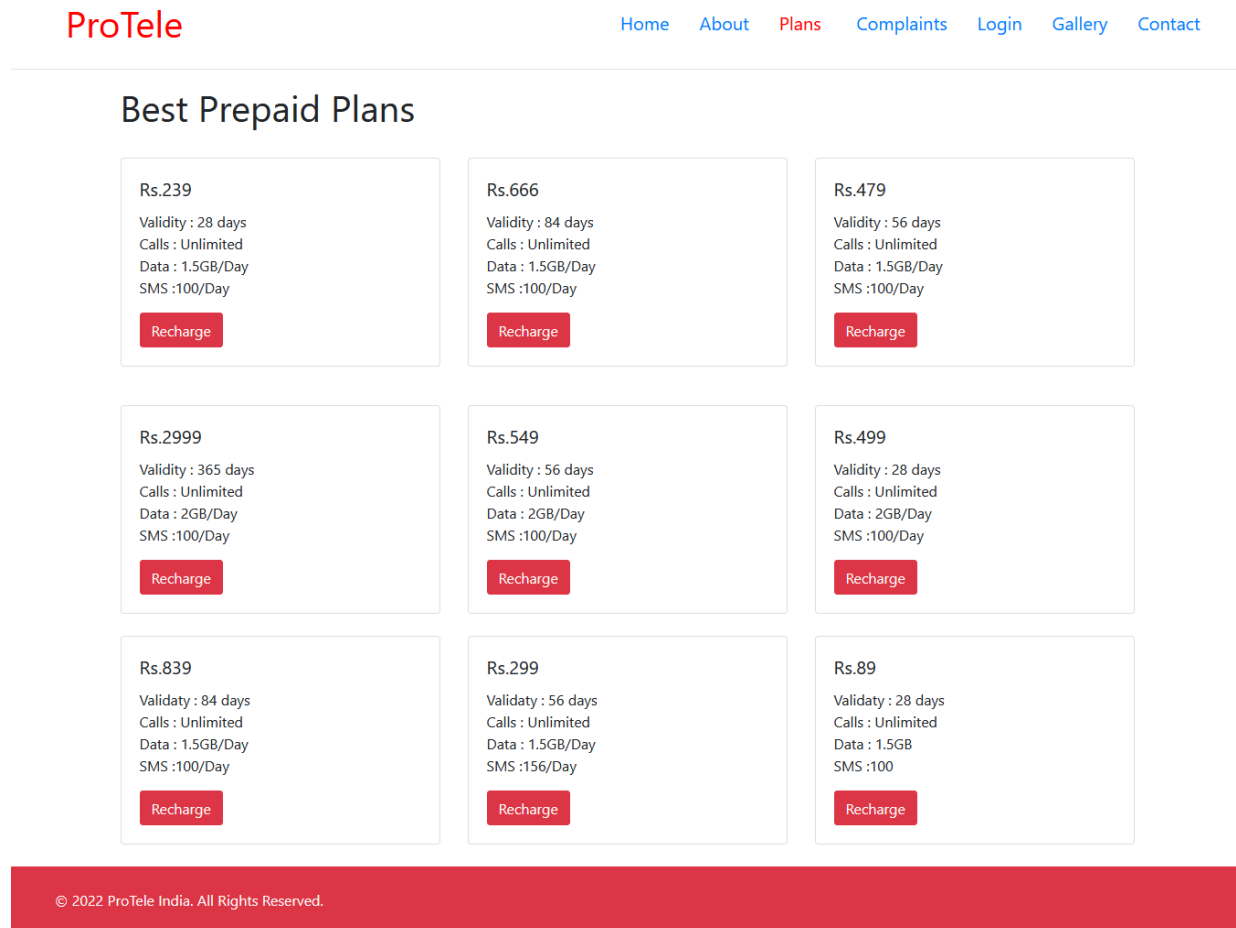 ProTele
Home About Plans Complaints Login Gallery Contact
Best Prepaid Plans
Rs.239
Validity : 28 days
Calls : Unlimited
Data : 1.5GB/Day
SMS :100/Day
Recharge
Rs.666
Validity : 84 days
Calls : Unlimited
Data : 1.5GB/Day
SMS :100/Day
Recharge
Rs.479
Validity : 56 days
Calls : Unlimited
Data : 1.5GB/Day
SMS :100/Day
Recharge
Rs.2999
Validity : 365 days
Calls : Unlimited
Data : 2GB/Day
SMS :100/Day
Recharge
Rs.549
Validity : 56 days
Calls : Unlimited
Data : 2GB/Day
SMS :100/Day
Recharge
Rs.499
Validity : 28 days
Calls : Unlimited
Data : 2GB/Day
SMS :100/Day
Recharge
Rs.839
Validaty : 84 days
Calls : Unlimited
Data : 1.5GB/Day
SMS :100/Day
Recharge
Rs.299
Validaty : 56 days
Calls : Unlimited
Data : 1.5GB/Day
SMS :156/Day
Recharge
Rs.89
Validaty : 28 days
Calls : Unlimited
Data : 1.5GB
SMS :100
Recharge
© 2022 ProTele India. All Rights Reserved.